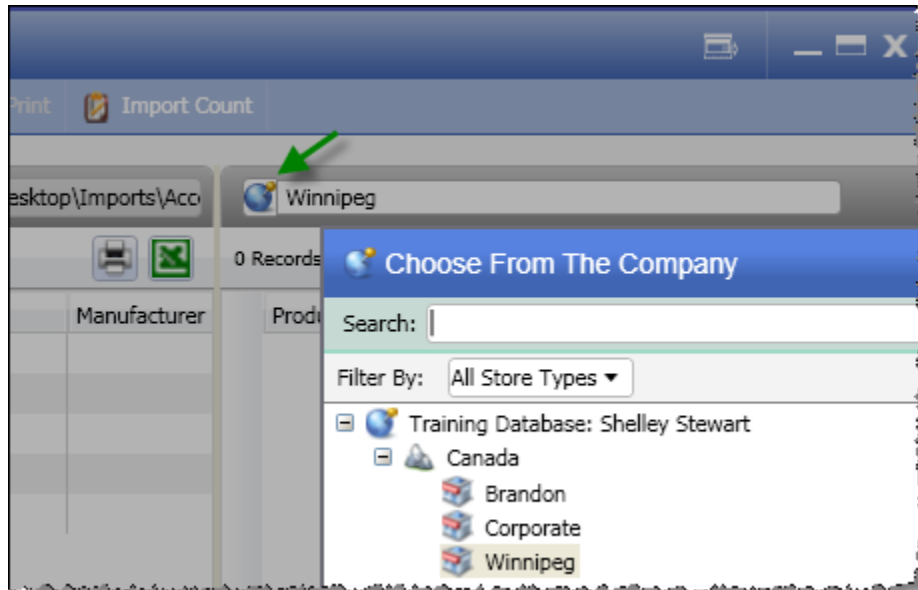 Print Import Count
esktop\Imports\Acc
Winnipeg
0 Records
Choose From The Company
Manufacturer
Produ
Search:
Filter By: All Store Types
Training Database: Shelley Stewart
Canada
Brandon
Corporate
Winnipeg